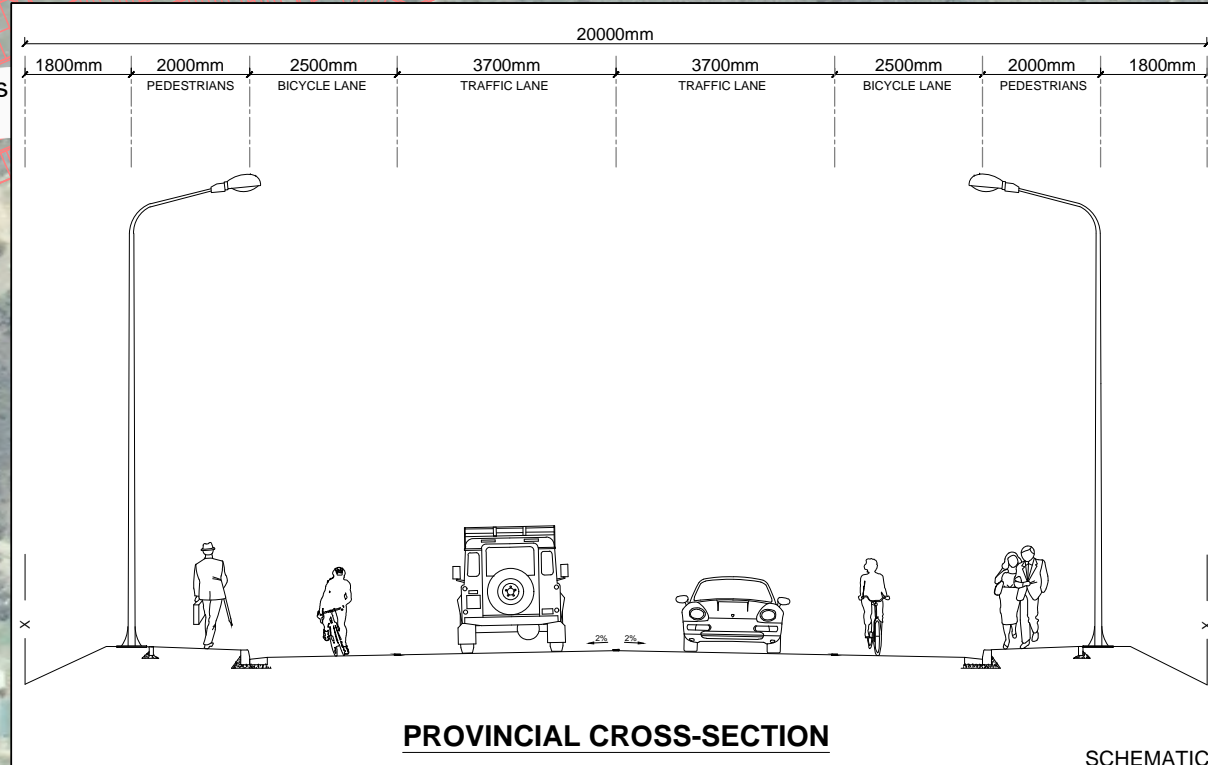 20000mm
1800mm 2000mm 2500mm 3700mm 3700mm 2500mm 2000mm 1800mm
PEDESTRIANS BICYCLE LANE TRAFFIC LANE TRAFFIC LANE BICYCLE LANE PEDESTRIANS
S
X X
2% 2%
PROVINCIAL CROSS-SECTION
SCHEMATIC